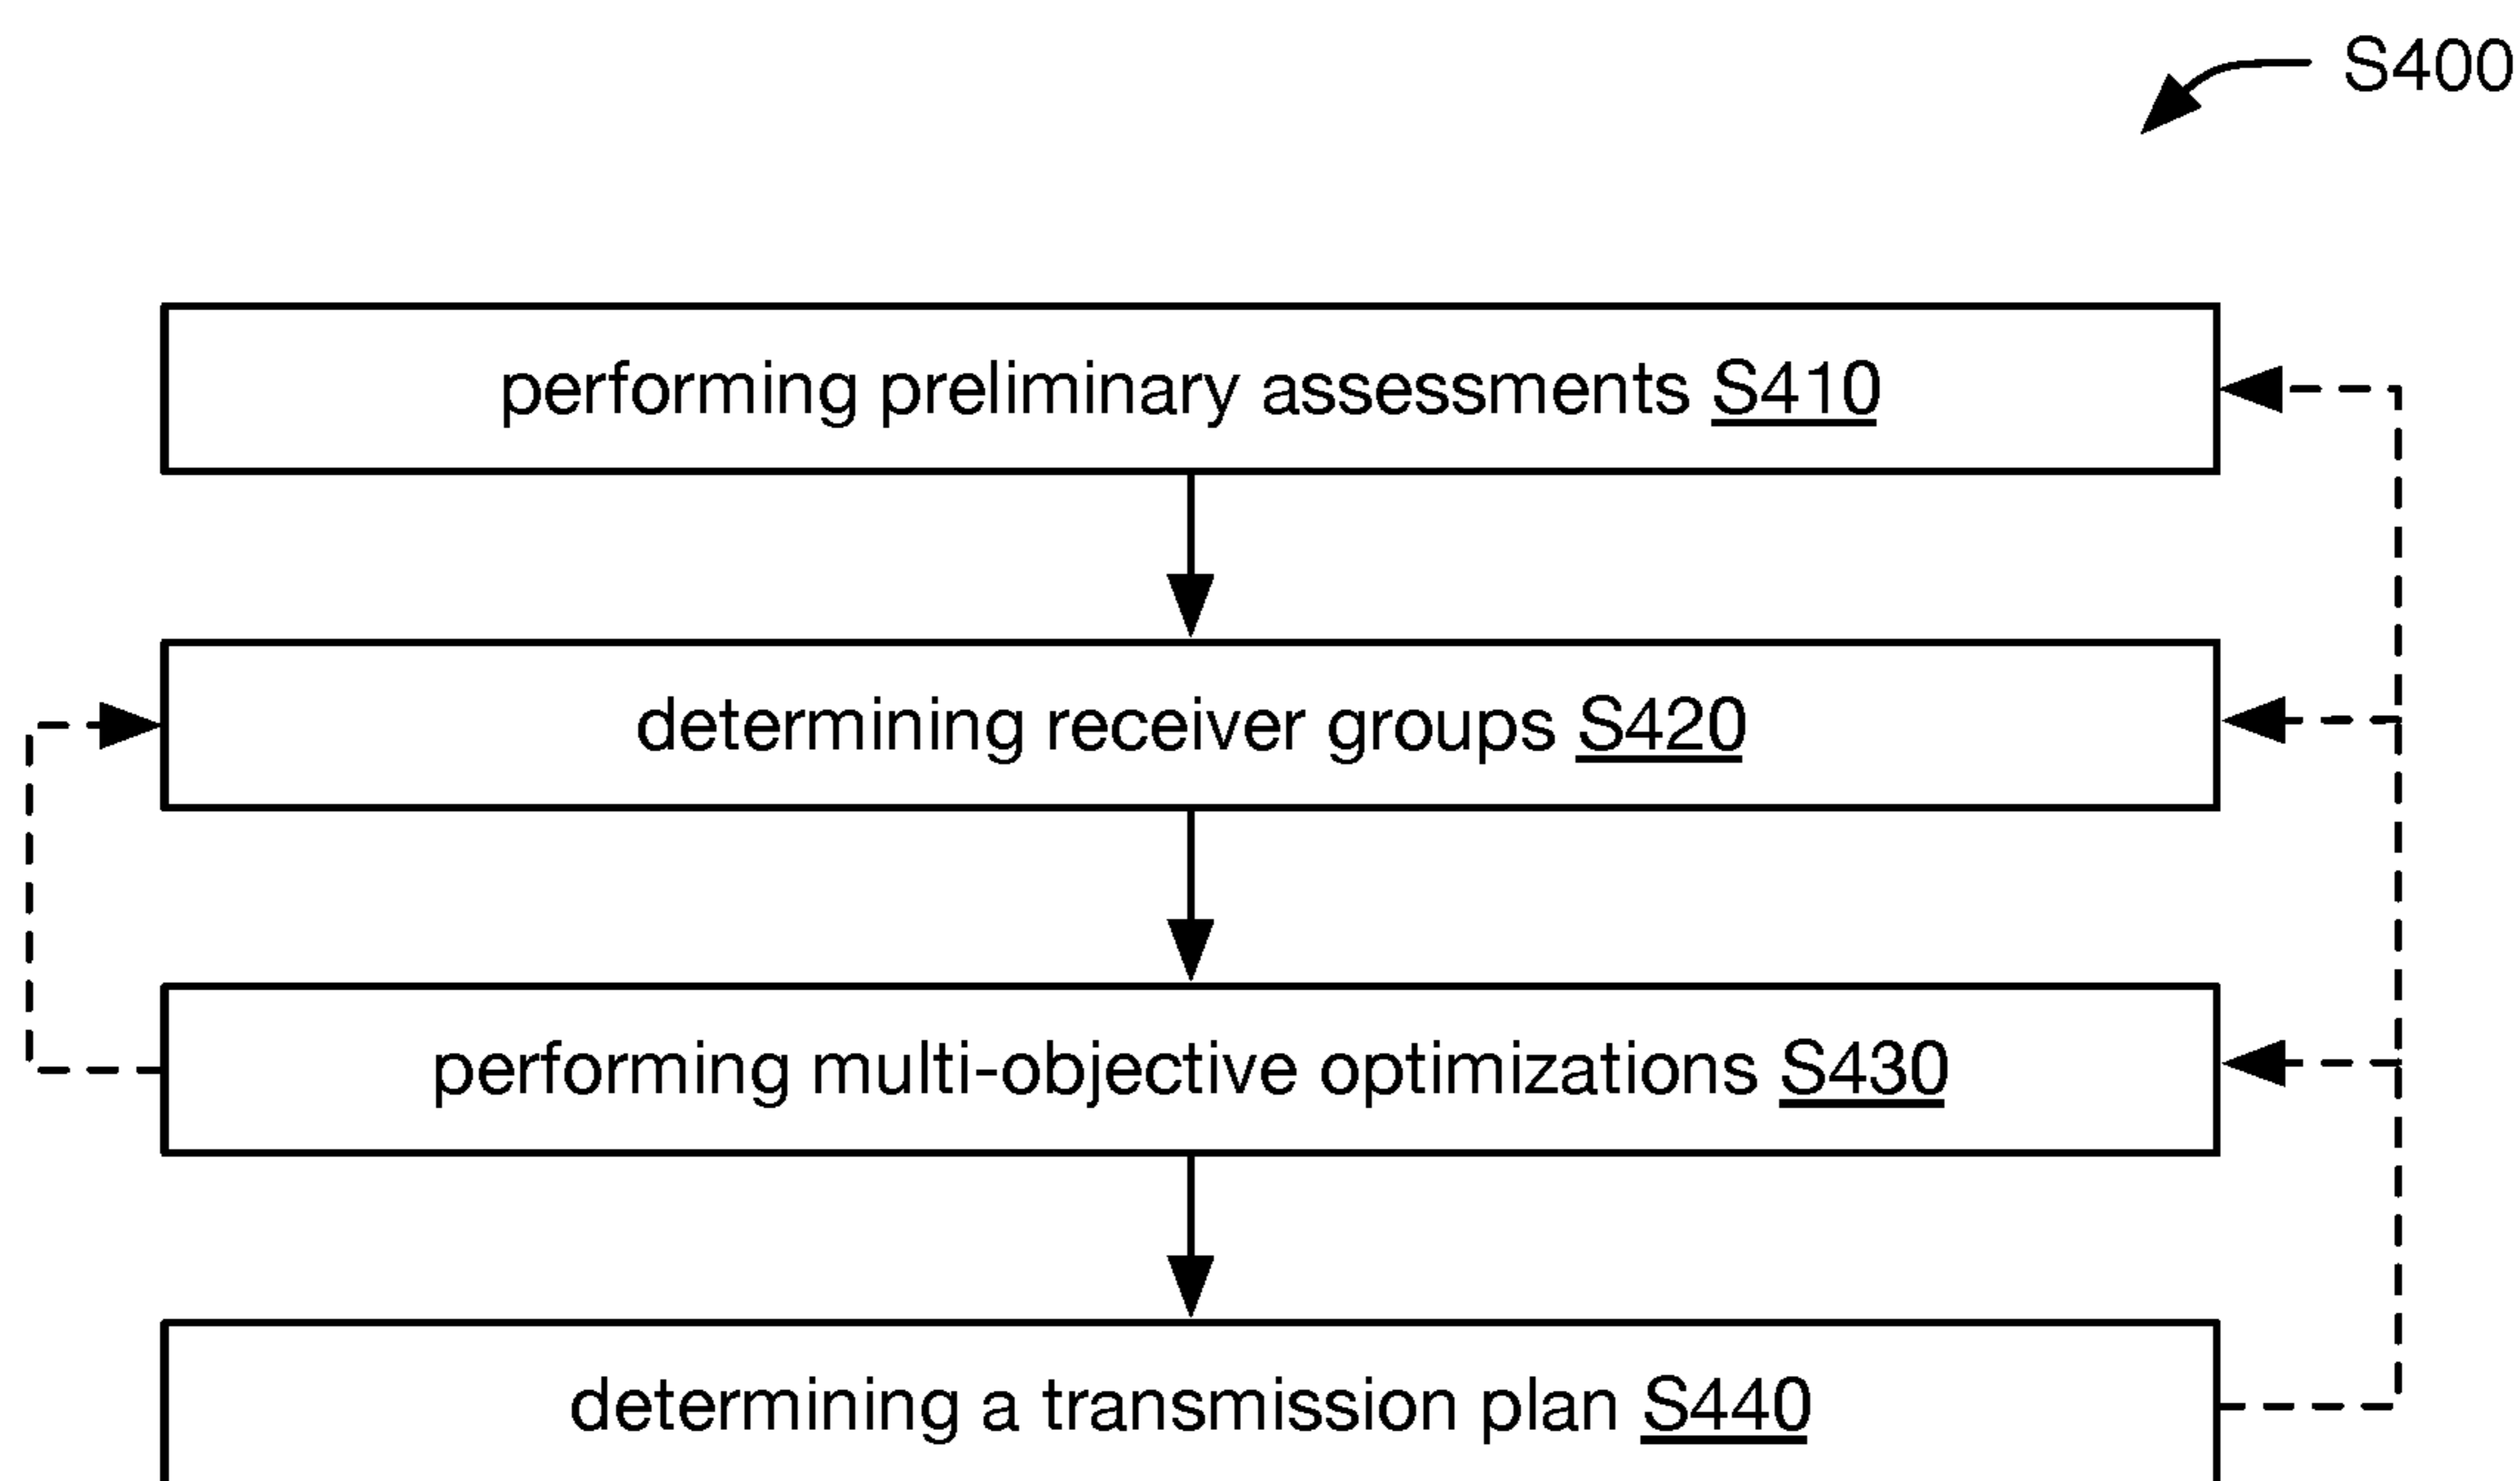 S400
performing preliminary assessments S410
determining receiver groups S420
performing multi-objective optimizations S430
determining a transmission plan S440